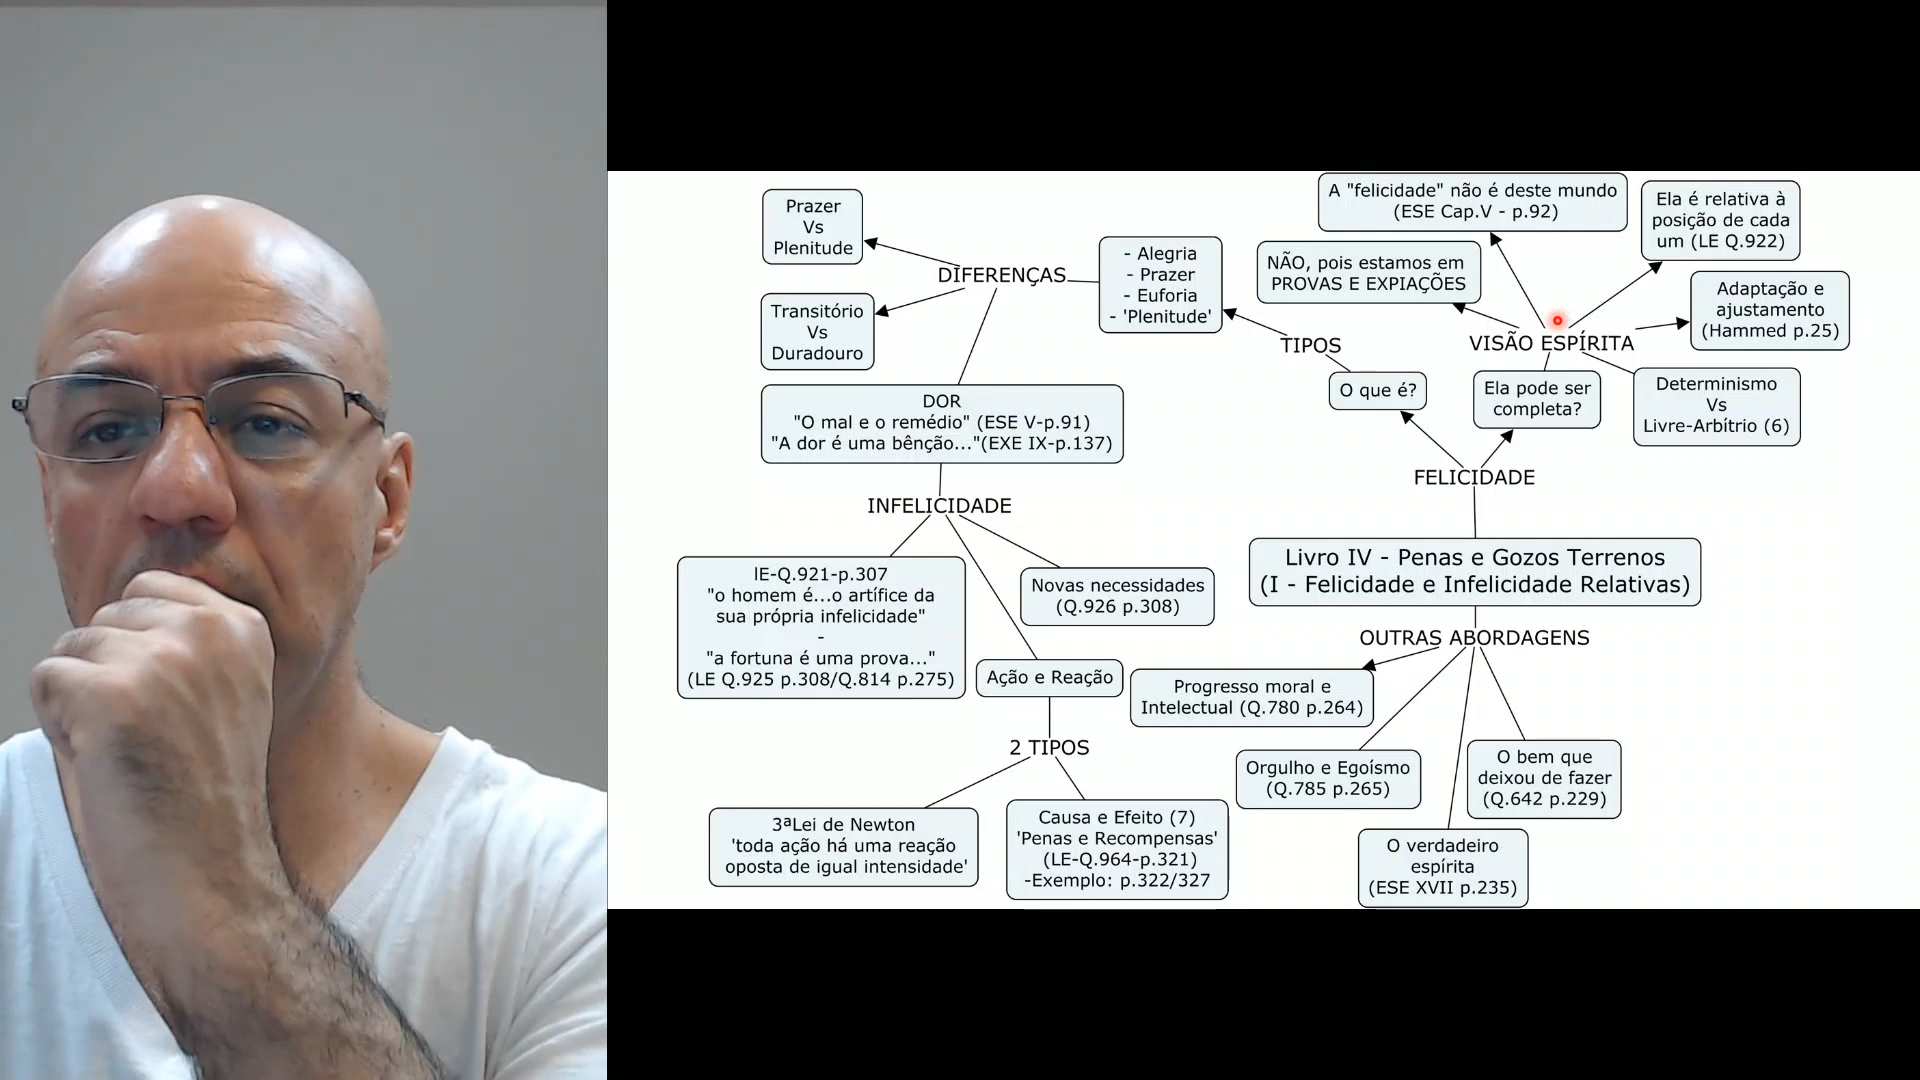 Prazer
Vs
Plenitude
Transitório
Vs
Duradouro
DIFERENÇAS
- Alegria
- Prazer
- Euforia
- 'Plenitude'
TIPOS
O que é?
A "felicidade" não é deste mundo
(ESE Cap.V - p.92)
NÃO, pois estamos em
PROVAS E EXPIAÇÕES
Ela é relativa à
posição de cada
um (LE Q.922)
Adaptação e
ajustamento
(Hammed p.25)
VISÃO ESPÍRITA
Ela pode ser
completa?
Determinismo
Vs
Livre-Arbítrio (6)
FELICIDADE
DOR
"O mal e o remédio" (ESE V-p.91)
"A dor é uma bênção..."(EXE IX-p.137)
INFELICIDADE
lE-Q.921-p.307
"o homem é...o artífice da
sua própria infelicidade"
-
"a fortuna é uma prova..."
(LE Q.925 p.308/Q.814 p.275)
Novas necessidades
(Q.926 p.308)
Ação e Reação
2 TIPOS
3ªLei de Newton
'toda ação há uma reação
oposta de igual intensidade'
Causa e Efeito (7)
'Penas e Recompensas'
(LE-Q.964-p.321)
-Exemplo: p.322/327
Livro IV - Penas e Gozos Terrenos
(I - Felicidade e Infelicidade Relativas)
OUTRAS ABORDAGENS
Progresso moral e
Intelectual (Q.780 p.264)
Orgulho e Egoísmo
(Q.785 p.265)
O bem que
deixou de fazer
(Q.642 p.229)
O verdadeiro
espírita
(ESE XVII p.235)